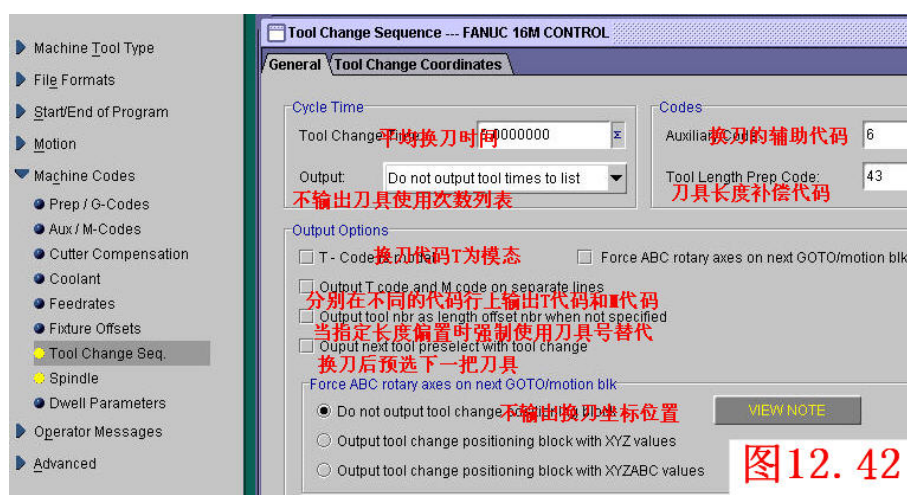 Machine Tool Type
File Formats
Start/End of Program
Motion
Machine Codes
Prep / G-Codes
Aux / M-Codes
Cutter Compensation
Coolant
Feedrates
Fixture Offsets
Tool Change Seq.
Spindle
Dwell Parameters
Operator Messages
Advanced
Tool Change Sequence --- FANUC 16M CONTROL
General Tool Change Coordinates
Cycle Time
Tool Change
平均换刀时间
0000000
Output: Do not output tool times to list
不输出刀具使用次数列表
Codes
换刀的辅助代码 6
Tool Length Prep Code: 43
刀具长度补偿代码
Output Options
T - Code
换刀代码T为模态
Force ABC rotary axes on next GOTO/motion blk
Output T code and M code on separate lines
分别在不同的代码行上输出T代码和M代码
Output tool nbr as length offset nbr when not specified
当指定长度偏置时强制使用刀具号替代
Ouput next tool preselect with tool change
换刀后预选下一把刀具
Force ABC rotary axes on next GOTO/motion blk
Do not output tool change
不输出换刀坐标位置
VIEW NOTE
Output tool change positioning block with XYZ values
Output tool change positioning block with XYZABC values
图12.42